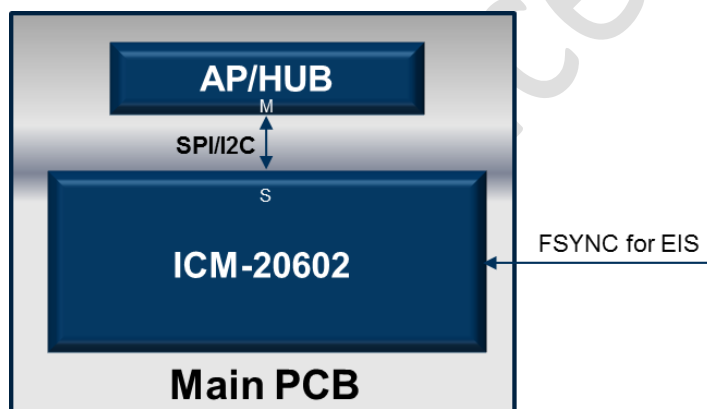 AP/HUB
M
SPI/I2C
S
ICM-20602
FSYNC for EIS
Main PCB